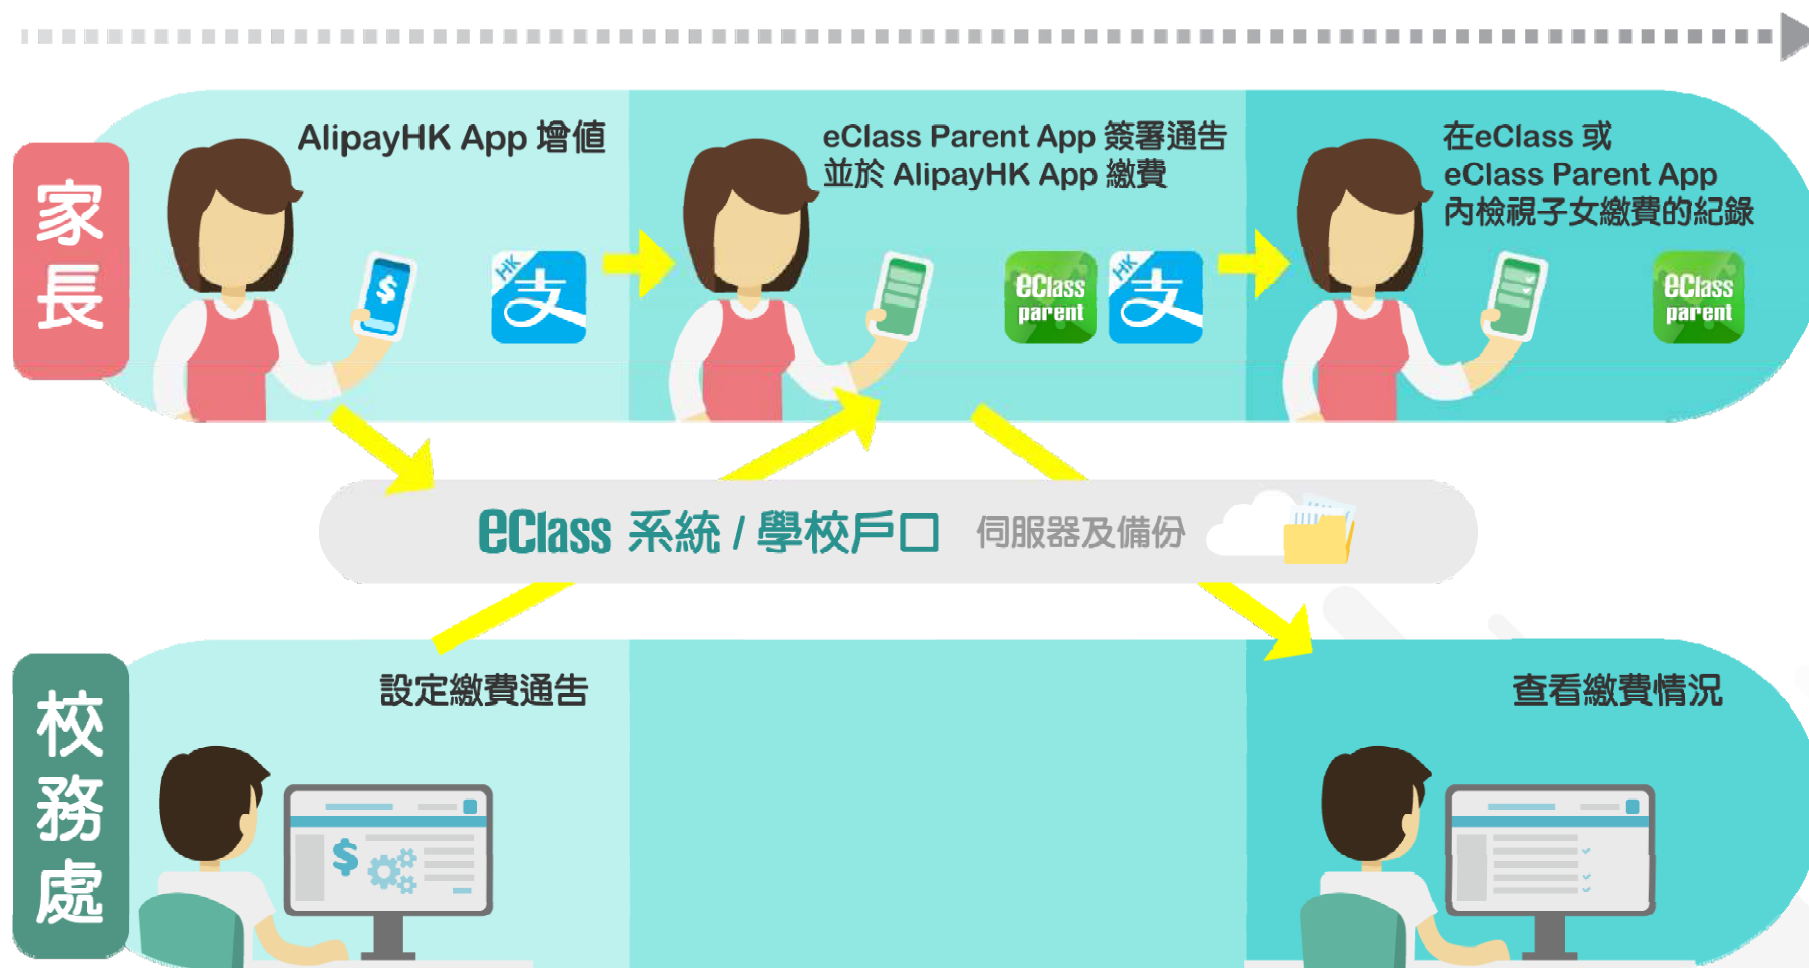 家長
AlipayHK App 增值
HK
支
eClass Parent App 簽署通告
並於 AlipayHK App 繳費
eClass
parent
HK
支
在eClass 或
eClass Parent App
內檢視子女繳費的紀錄
eClass
parent
$
eClass 系統 / 學校戶口 伺服器及備份
校務處
設定繳費通告
$
查看繳費情況